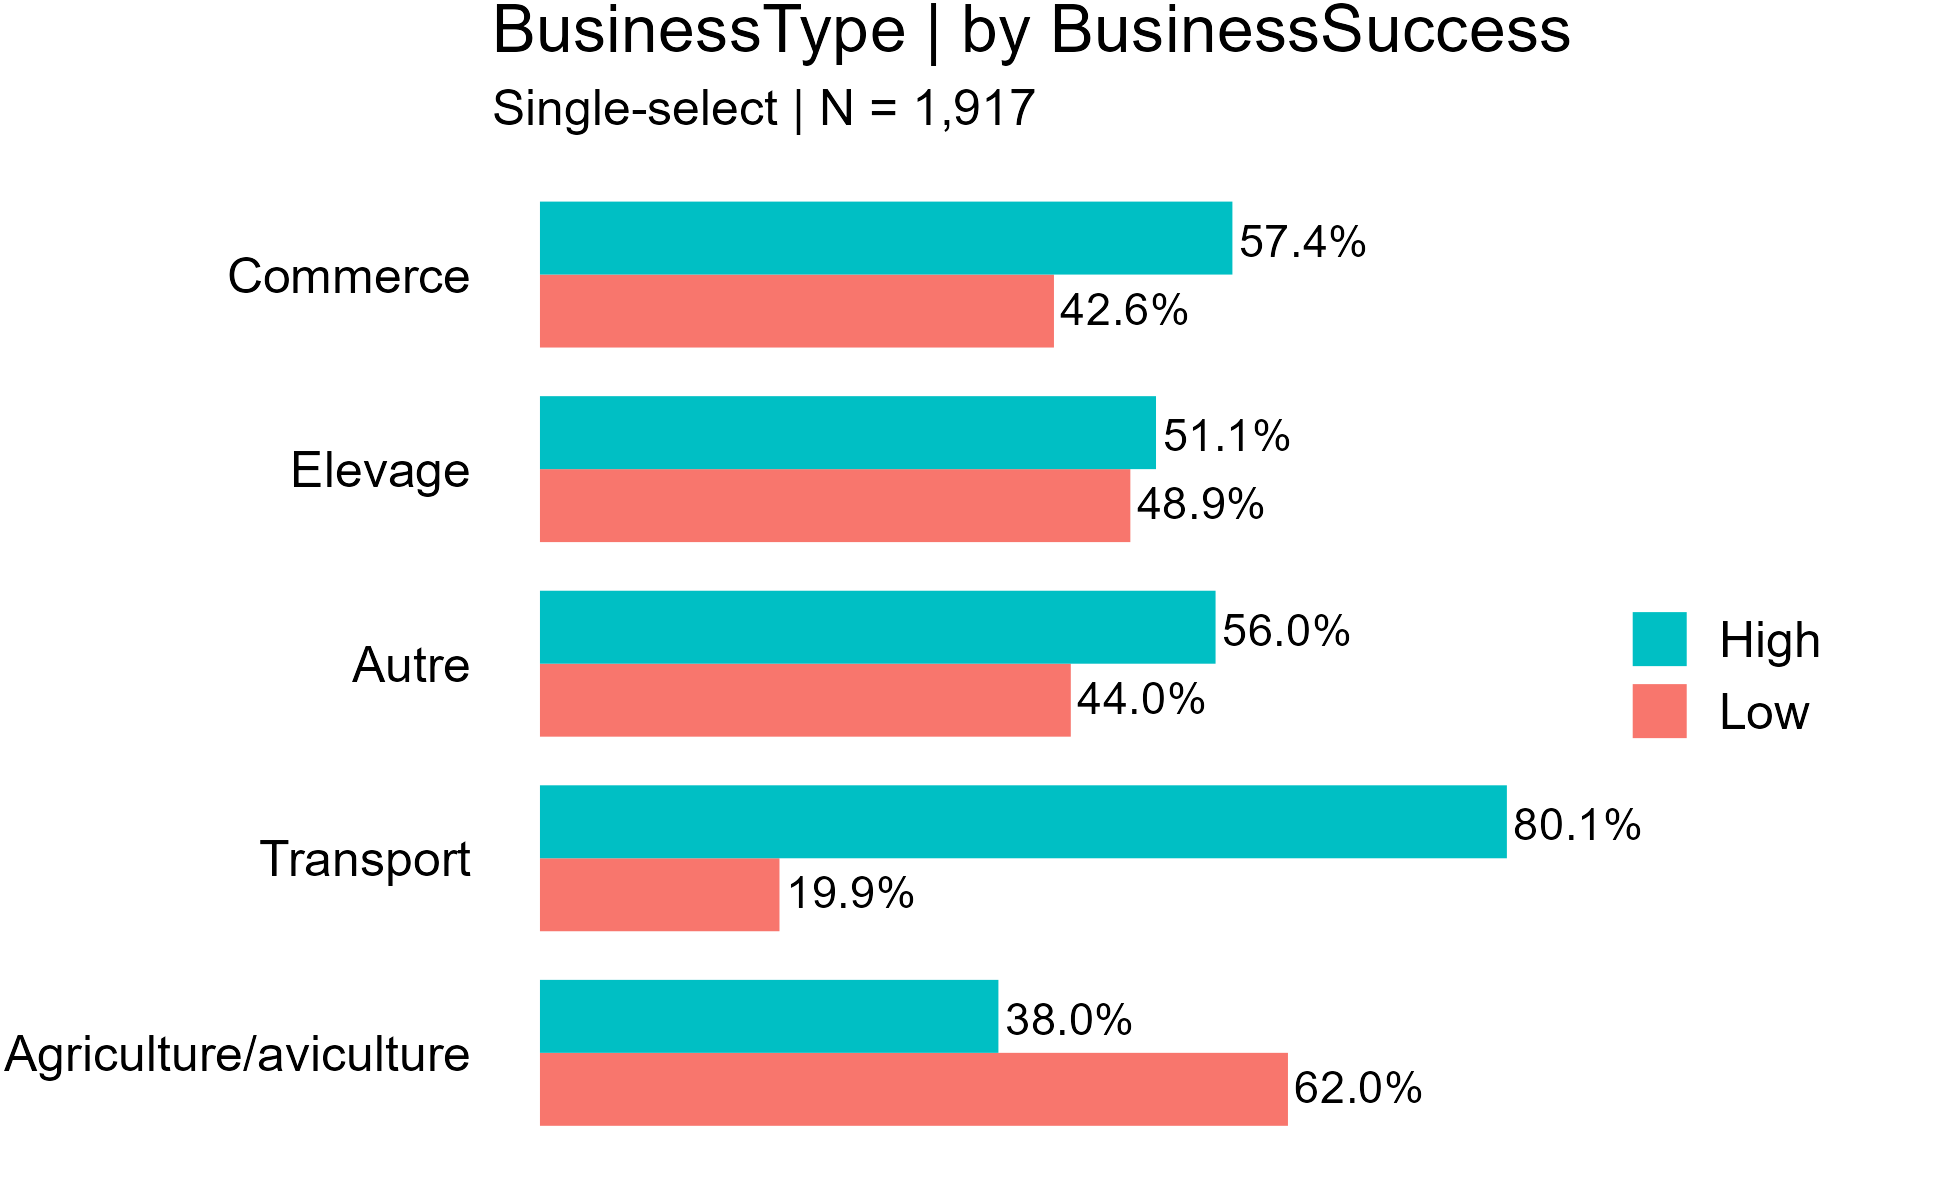 BusinessType | by BusinessSuccess
Single-select | N = 1,917
Commerce
57.4%
42.6%
Elevage
51.1%
48.9%
Autre
56.0%
44.0%
High
Low
Transport
80.1%
19.9%
Agriculture/aviculture
38.0%
62.0%